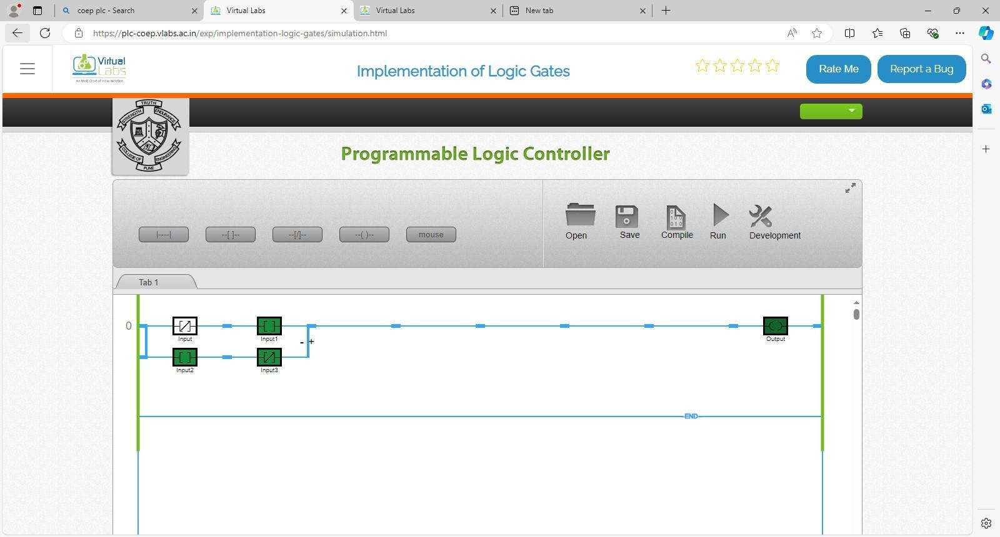 coep plc - Search
Virtual Labs
Virtual Labs
New tab
https://plc-coep.vlabs.ac.in/exp/implementation-logic-gates/simulation.html
Virtual Labs
An MoE Govt of India Initiative
Implementation of Logic Gates
Rate Me
Report a Bug
TRUTH
STRENGTH
ENDURANCE
COLLEGE OF
ENGINEERING
PUNE
Programmable Logic Controller
|----|
--[ ]--
--[/]--
--( )--
mouse
Open
Save
Compile
Run
Development
Tab 1
0
Input
Input1
Output
- +
Input2
Input3
-END-